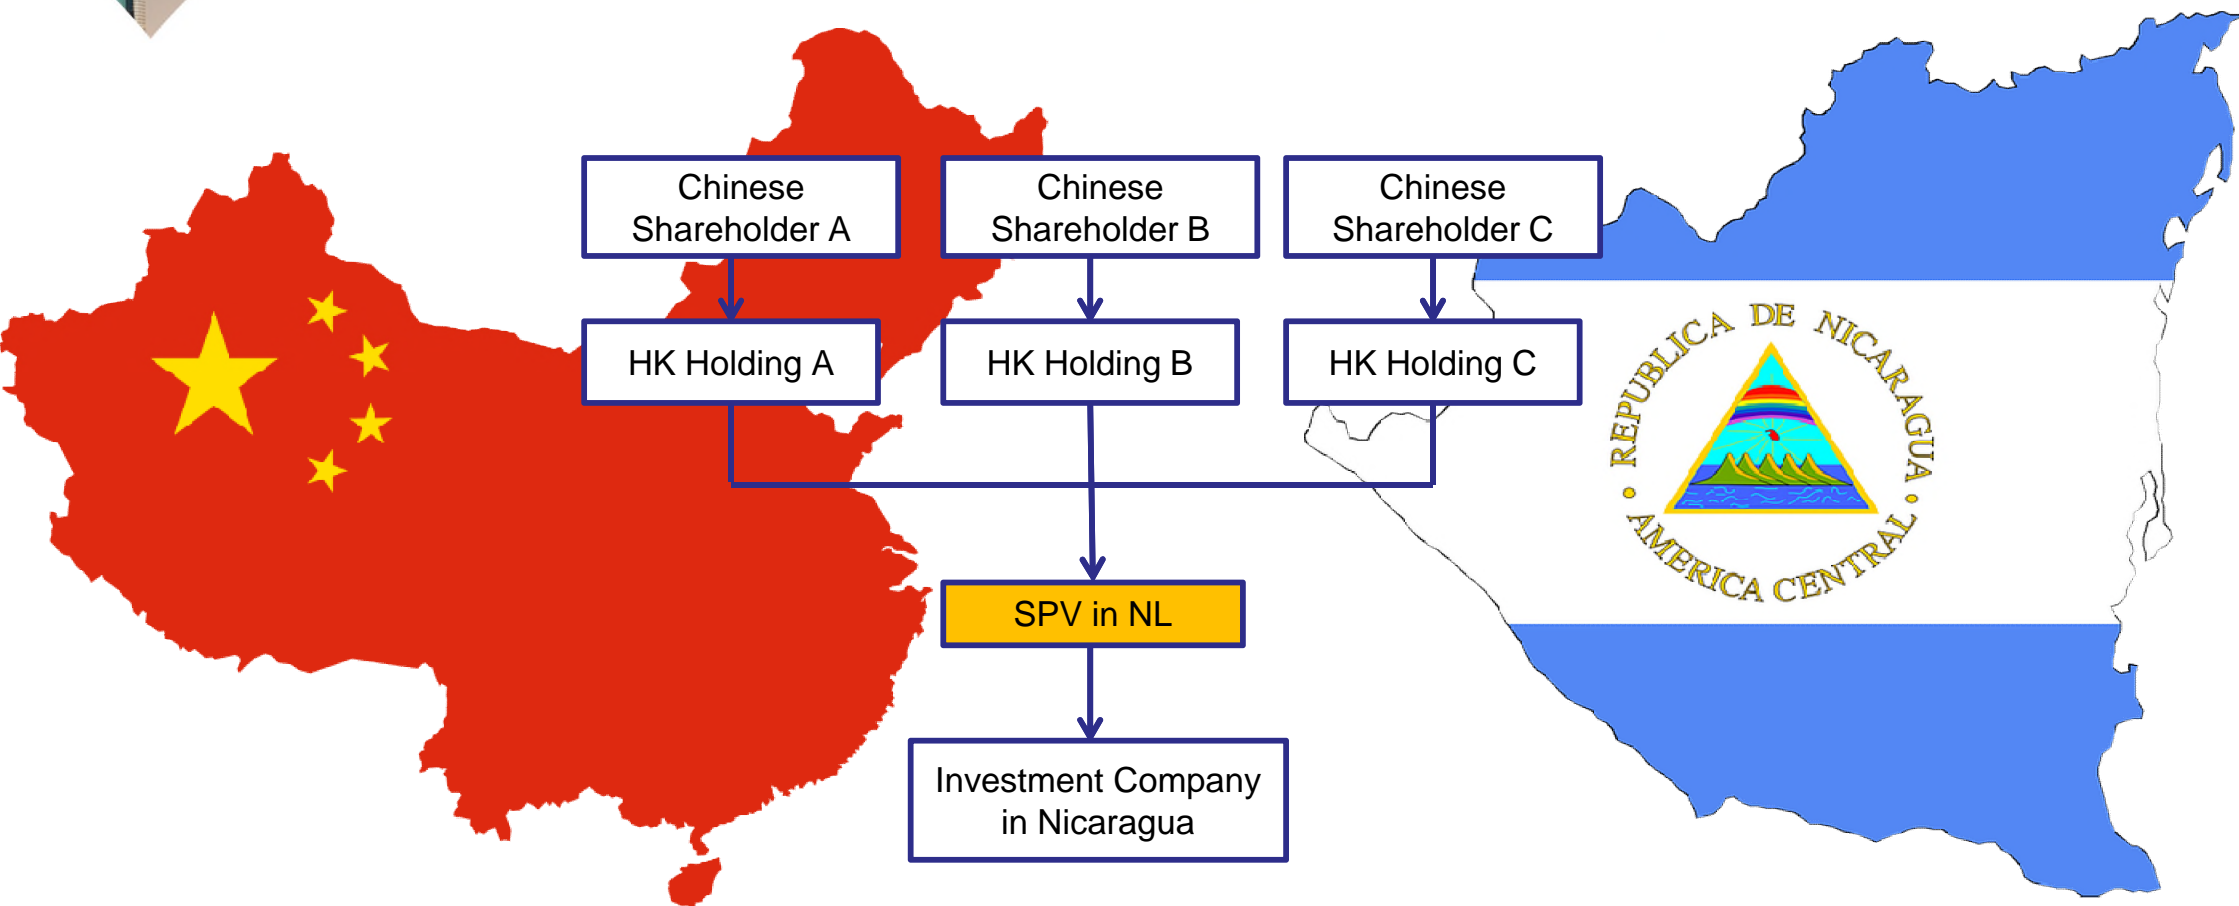 Chinese
Shareholder A
Chinese
Shareholder B
Chinese
Shareholder C
HK Holding A
HK Holding B
HK Holding C
REPUBLICA DE NICARAGUA
AMERICA CENTRAL
SPV in NL
Investment Company
in Nicaragua